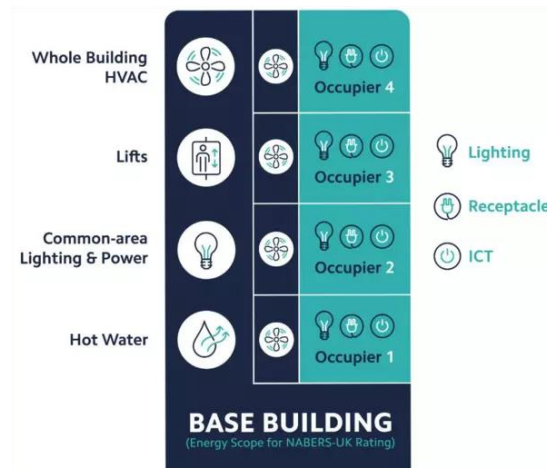 Whole Building
HVAC
Lifts
Common-area
Lighting & Power
Hot Water
Occupier 4
Occupier 3
Occupier 2
Occupier 1
Lighting
Receptacle
ICT
BASE BUILDING
(Energy Scope for NABERS-UK Rating)